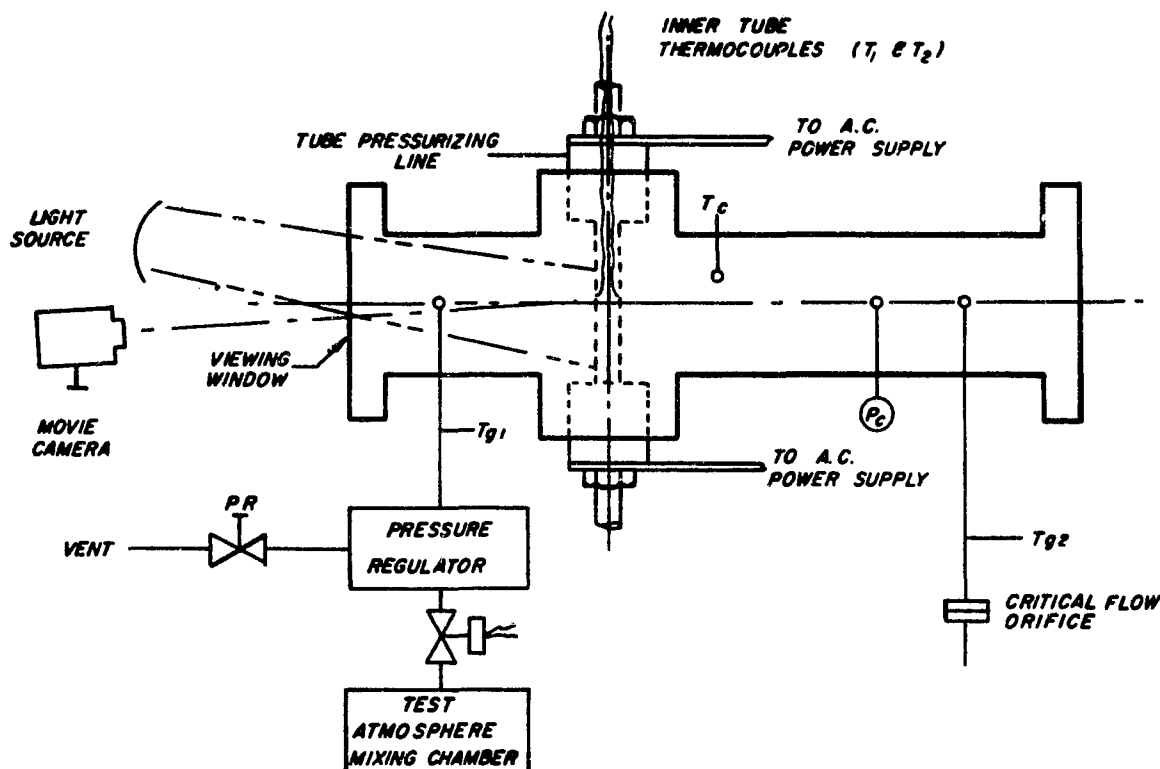 INNER TUBE
THERMOCOUPLES (T1 & T2)
TUBE PRESSURIZING
LINE
TO A.C.
POWER SUPPLY
LIGHT
SOURCE
Tc
VIEWING
WINDOW
MOVIE
CAMERA
Tg1
Pc
TO A.C.
POWER SUPPLY
PR
VENT
PRESSURE
REGULATOR
Tg2
CRITICAL FLOW
ORIFICE
TEST
ATMOSPHERE
MIXING CHAMBER